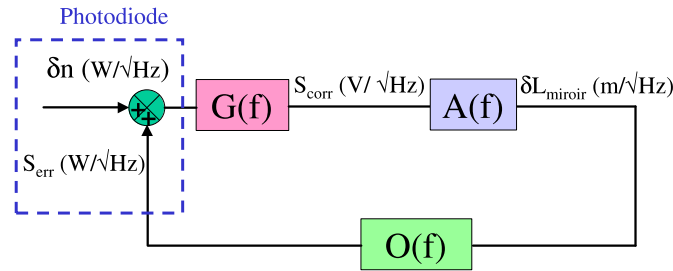 Photodiode
δn (W/√Hz)
+
+
G(f)
S_corr (V/ √Hz)
A(f)
δL_miroir (m/√Hz)
S_err (W/√Hz)
O(f)